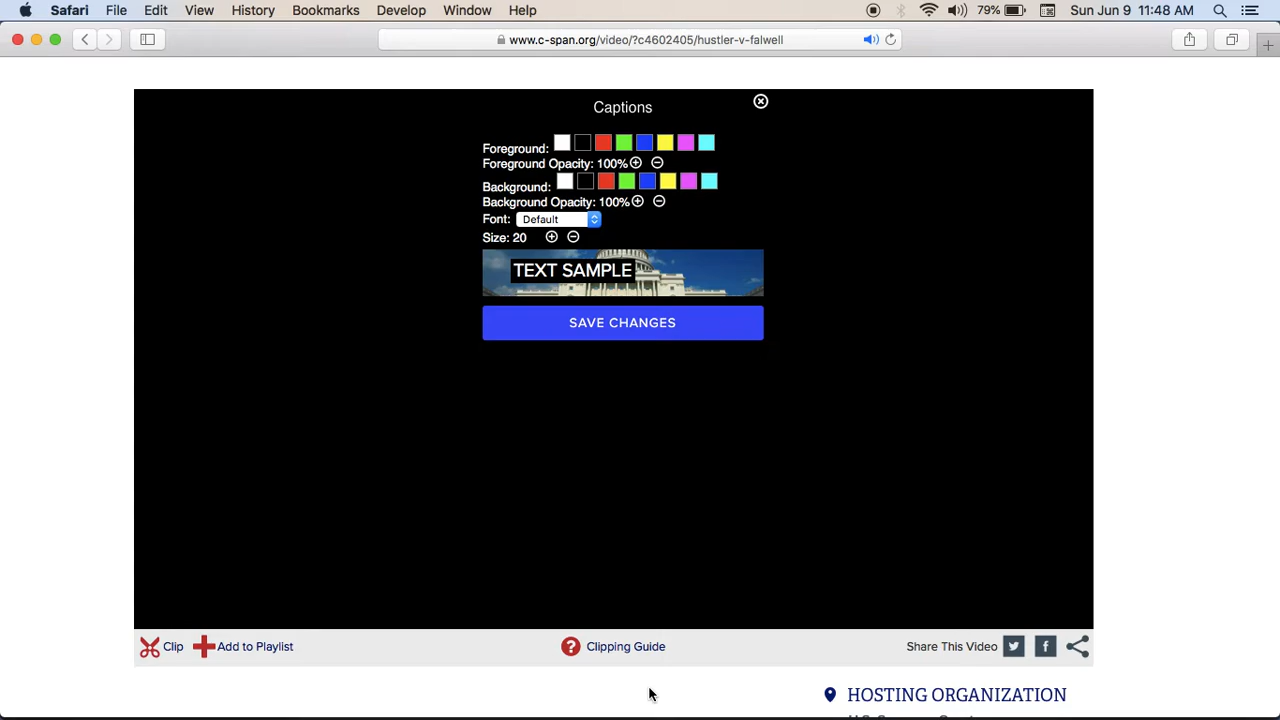 Safari File Edit View History Bookmarks Develop Window Help 79% Sun Jun 9 11:48 AM
www.c-span.org/video/?c4602405/hustler-v-falwell
Captions
Foreground:
Foreground Opacity: 100%
Background:
Background Opacity: 100%
Font: Default
Size: 20
TEXT SAMPLE
SAVE CHANGES
Clip Add to Playlist ? Clipping Guide Share This Video
HOSTING ORGANIZATION